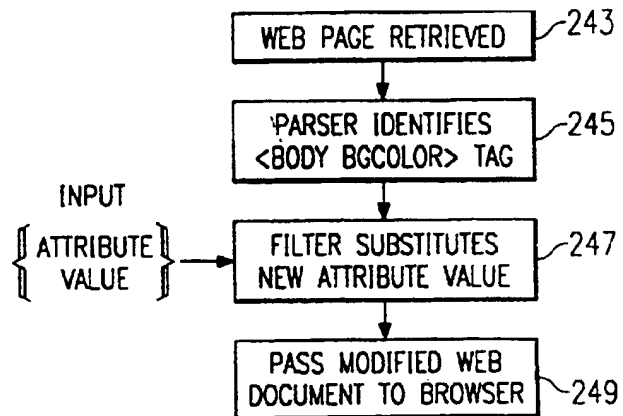 WEB PAGE RETRIEVED
243
PARSER IDENTIFIES
<BODY BGCOLOR> TAG
245
INPUT
ATTRIBUTE
VALUE
FILTER SUBSTITUTES
NEW ATTRIBUTE VALUE
247
PASS MODIFIED WEB
DOCUMENT TO BROWSER
249